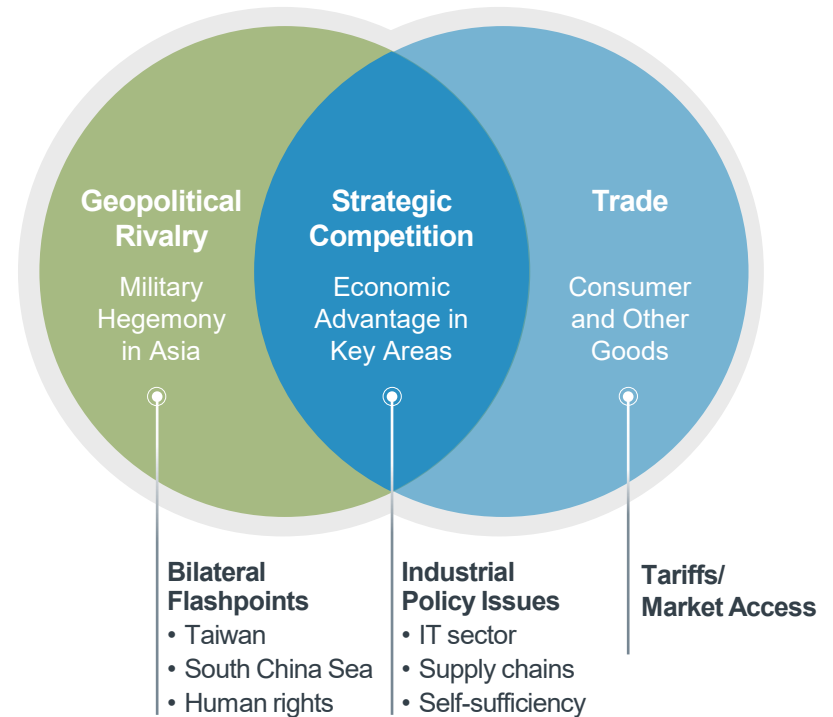 Geopolitical
Rivalry
Military
Hegemony
in Asia
Strategic
Competition
Economic
Advantage in
Key Areas
Trade
Consumer
and Other
Goods
Bilateral
Flashpoints
• Taiwan
• South China Sea
• Human rights
Industrial
Policy Issues
• IT sector
• Supply chains
• Self-sufficiency
Tariffs/
Market Access